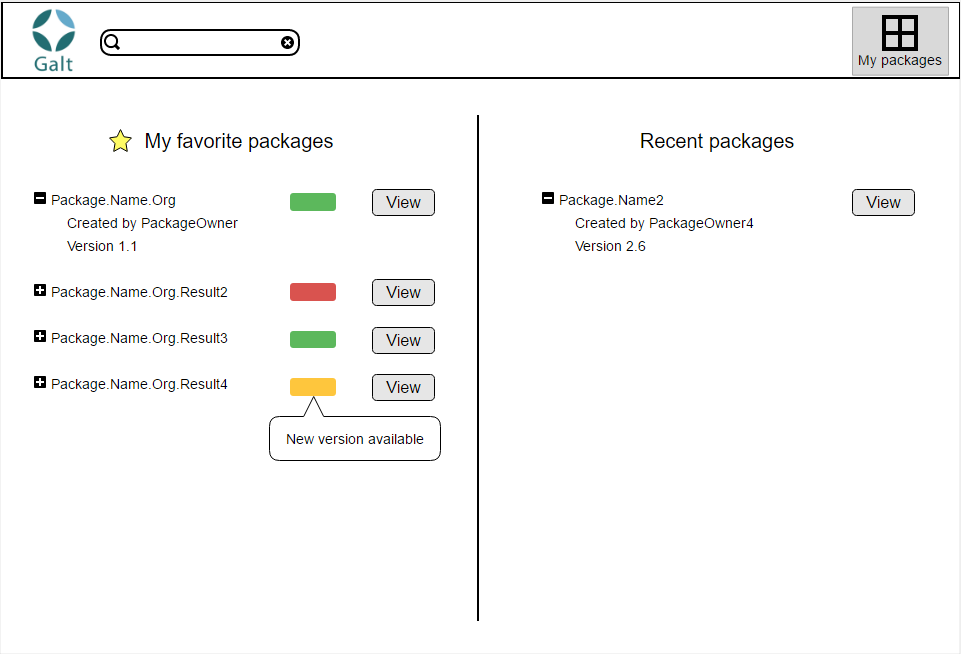 Galt
My packages
My favorite packages
Package.Name.Org
View
Created by PackageOwner
Version 1.1
Package.Name.Org.Result2
View
Package.Name.Org.Result3
View
Package.Name.Org.Result4
View
New version available
Recent packages
Package.Name2
View
Created by PackageOwner4
Version 2.6